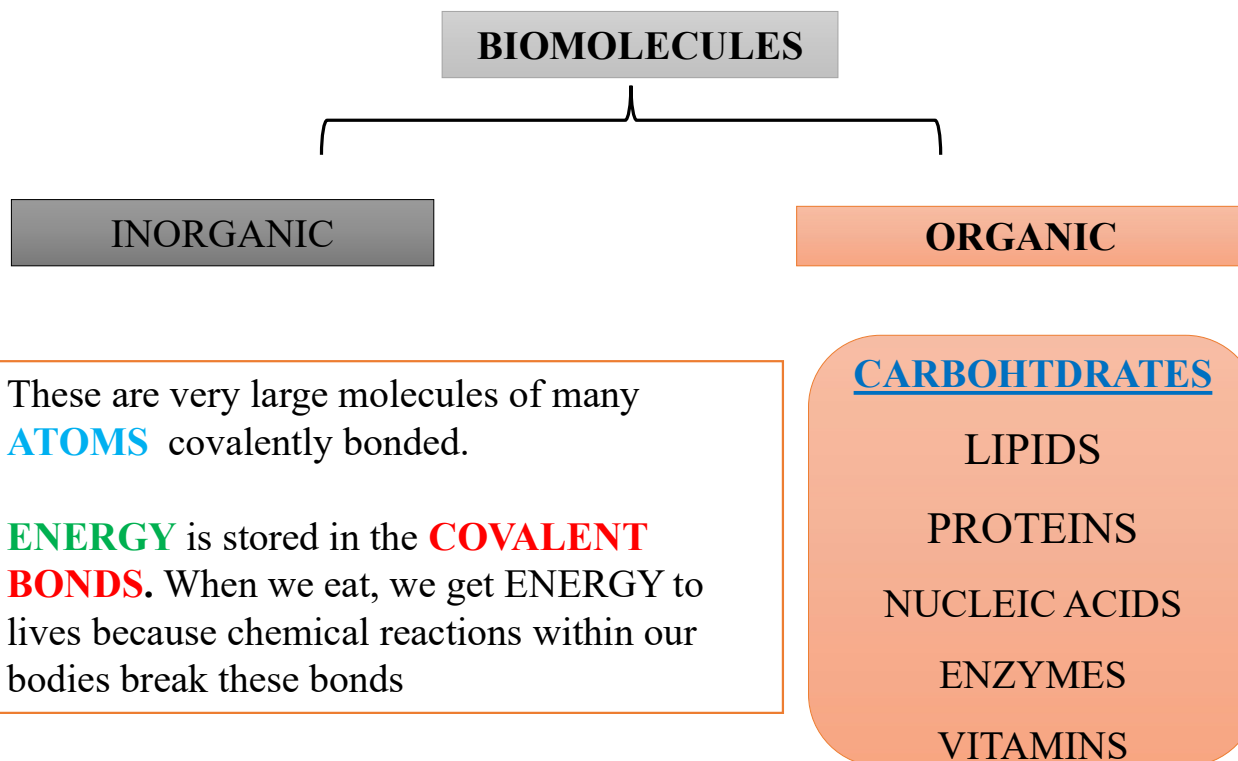 BIOMOLECULES
INORGANIC
ORGANIC
These are very large molecules of many
ATOMS covalently bonded.
ENERGY is stored in the COVALENT
BONDS. When we eat, we get ENERGY to
lives because chemical reactions within our
bodies break these bonds
CARBOHTDRATES
LIPIDS
PROTEINS
NUCLEIC ACIDS
ENZYMES
VITAMINS